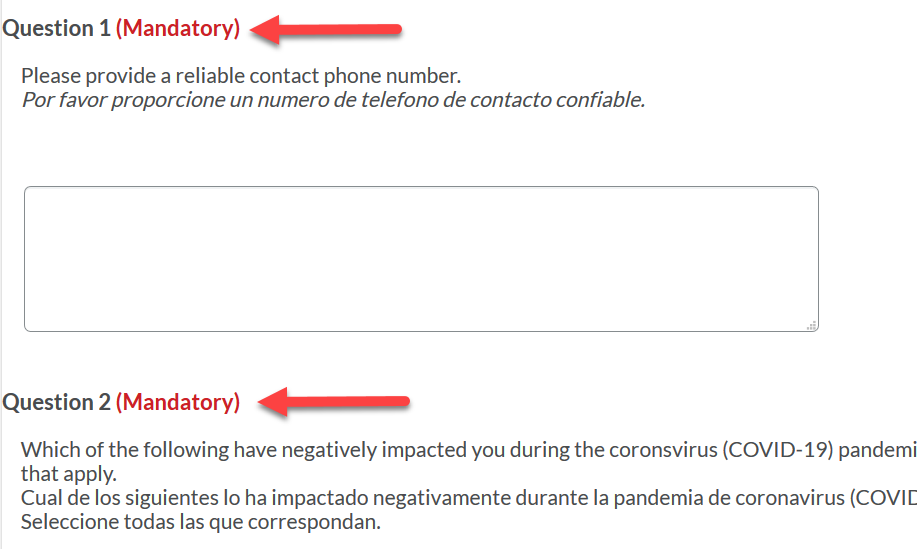 Question 1 (Mandatory)
Please provide a reliable contact phone number.
Por favor proporcione un numero de telefono de contacto confiable.
Question 2 (Mandatory)
Which of the following have negatively impacted you during the coronsvirus (COVID-19) pandemi
that apply.
Cual de los siguientes lo ha impactado negativamente durante la pandemia de coronavirus (COVID
Seleccione todas las que correspondan.